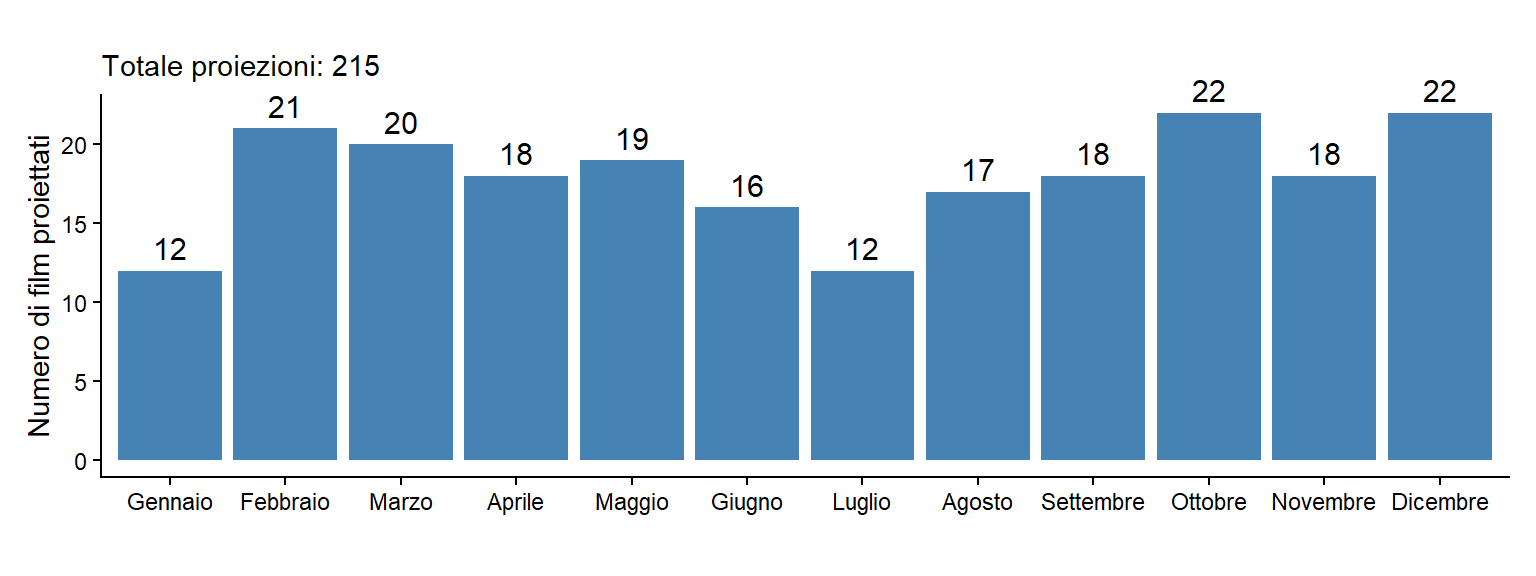 Totale proiezioni: 215
Numero di film proiettati
20
15
10
5
0
12
21
20
18
19
16
12
17
18
22
18
22
Gennaio
Febbraio
Marzo
Aprile
Maggio
Giugno
Luglio
Agosto
Settembre
Ottobre
Novembre
Dicembre